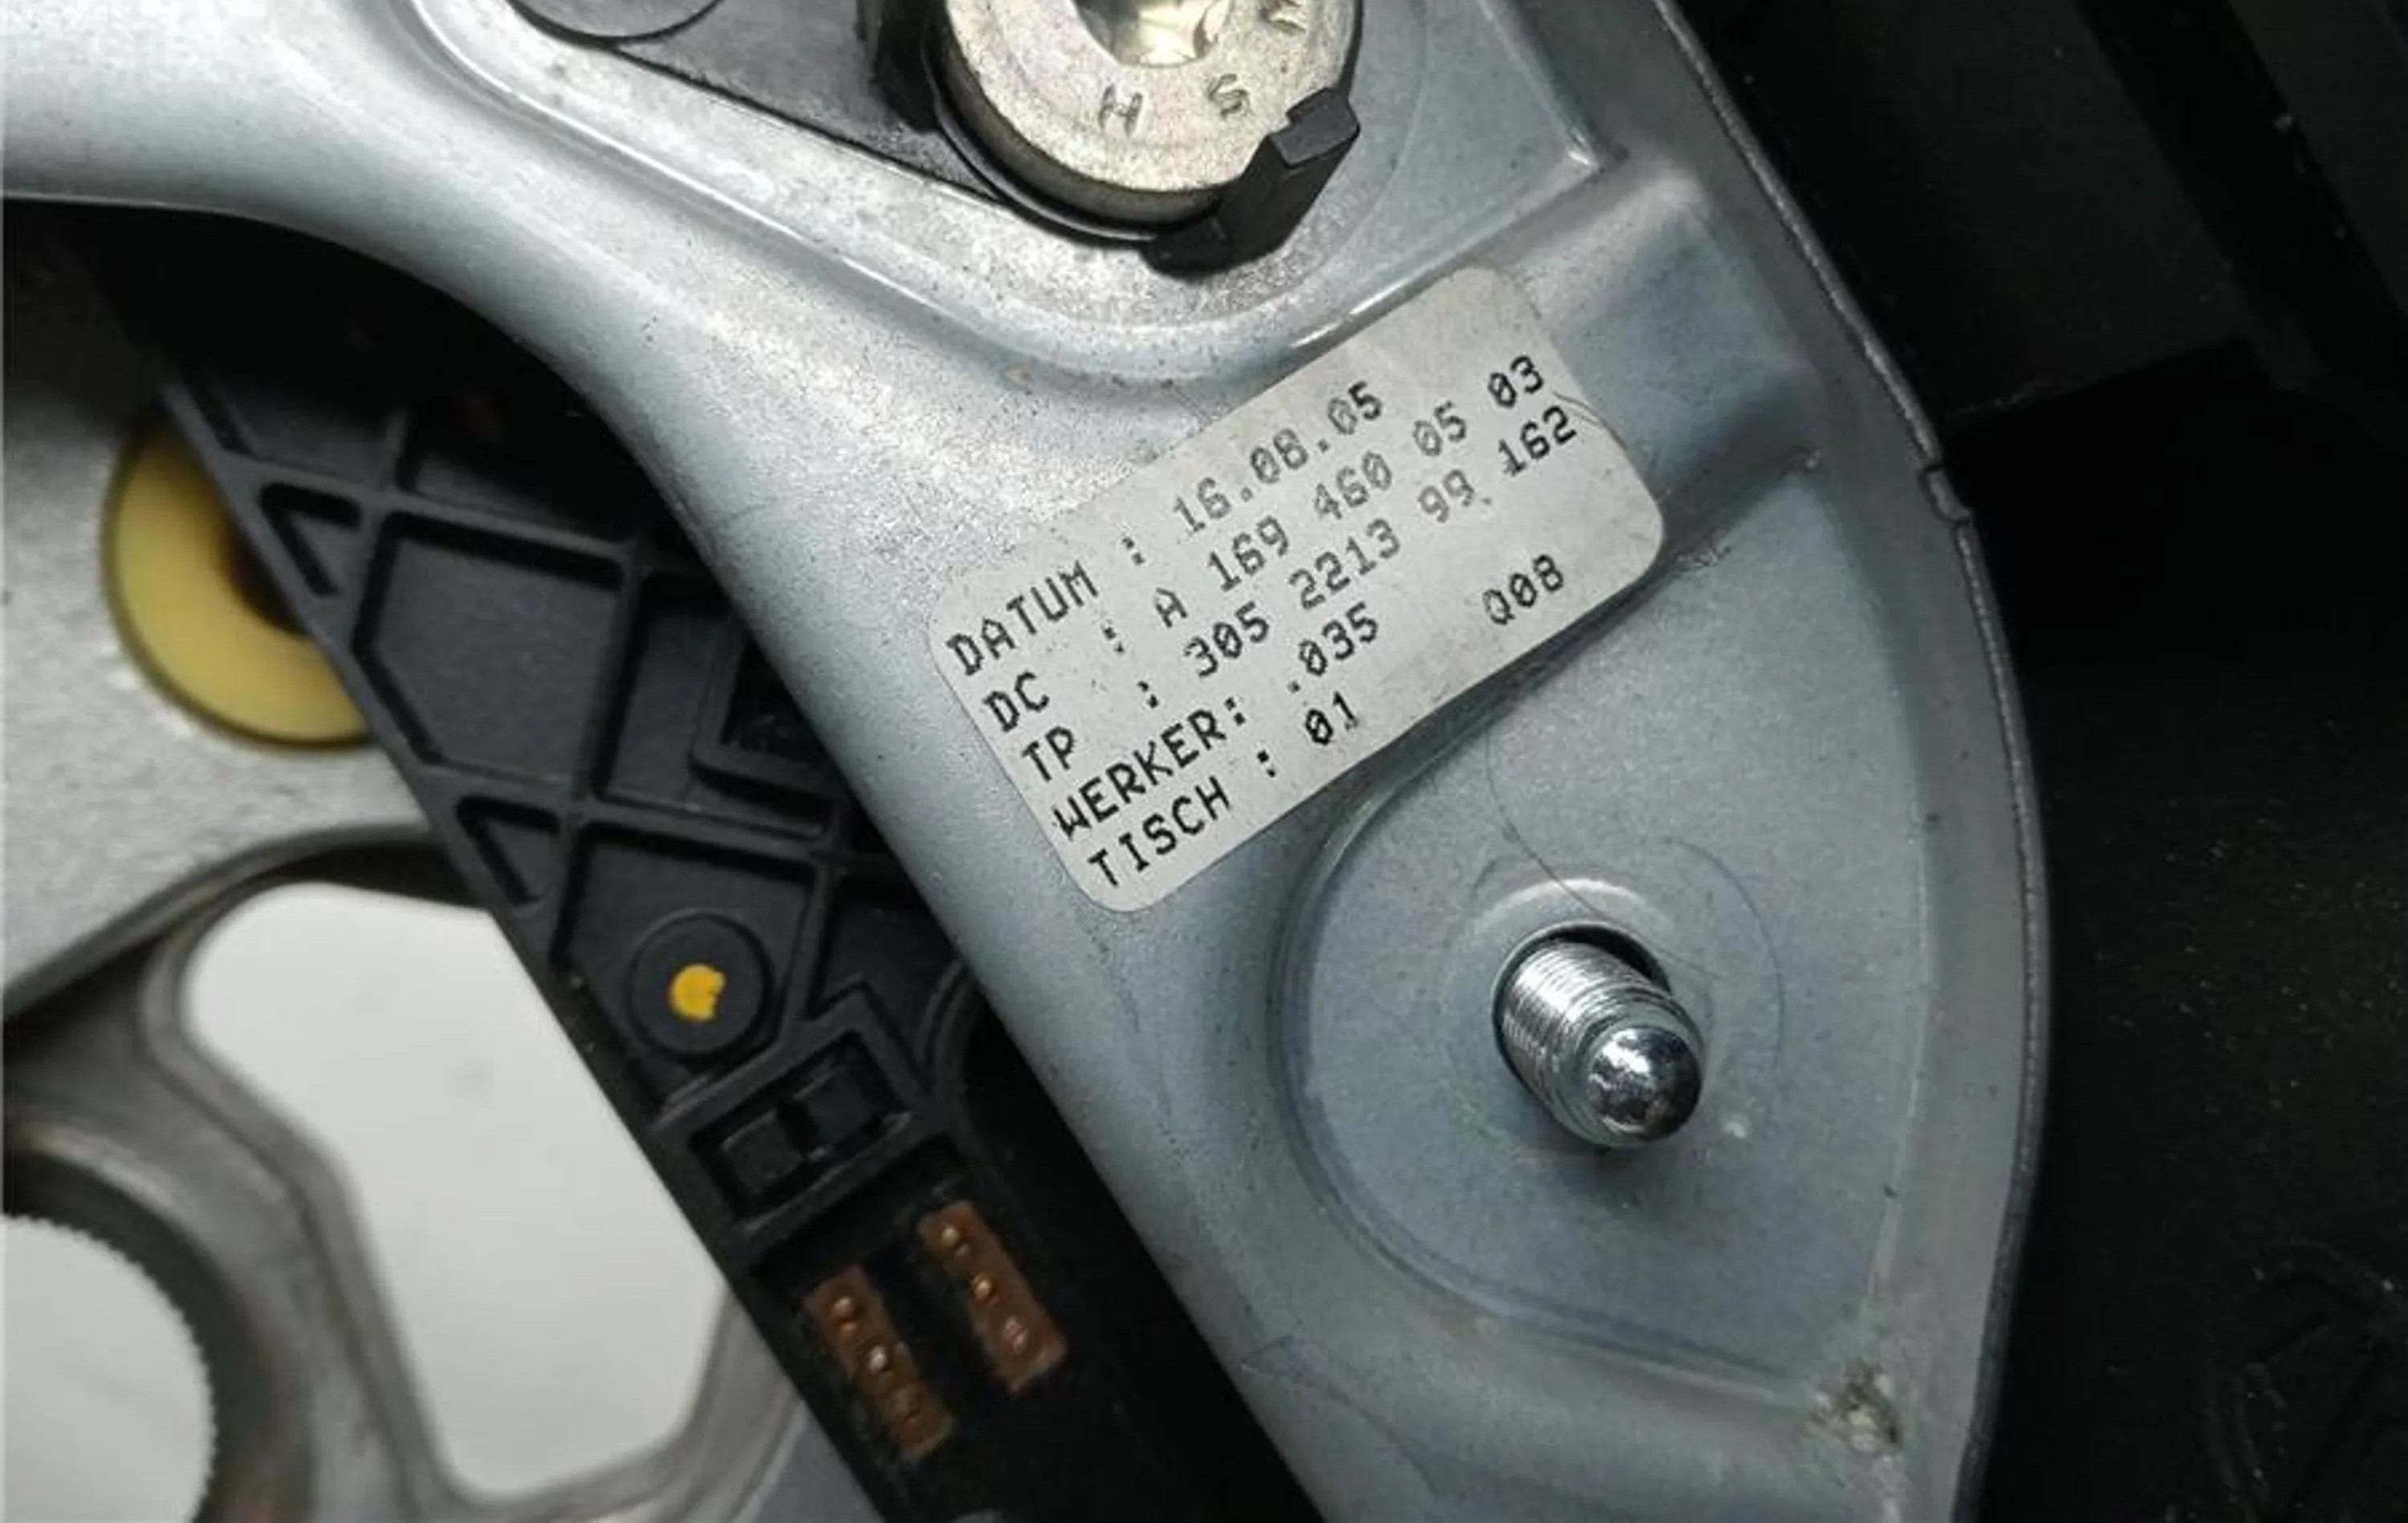 H S
DATUM : 16.08.05
DC : A 169 460 05 03
TP : 305 2213 99 162
WERKER: .035 Q08
TISCH : 01